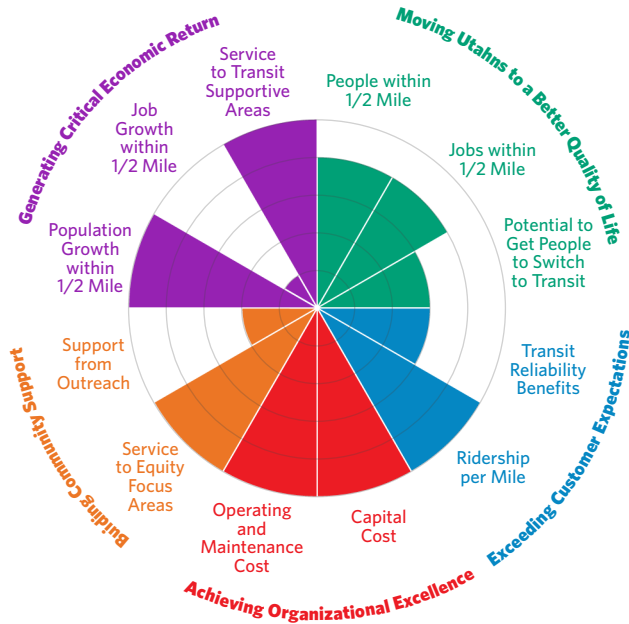 Generating Critical Economic Return
Moving Utahns to a Better Quality of Life
Service
to Transit
Supportive
Areas
People within
1/2 Mile
Job
Growth
within
1/2 Mile
Jobs within
1/2 Mile
Population
Growth
within
1/2 Mile
Potential to
Get People
to Switch
to Transit
Support
from
Outreach
Transit
Reliability
Benefits
Service
to Equity
Focus
Areas
Ridership
per Mile
Operating
and
Maintenance
Cost
Capital
Cost
Buiding Community Support
Exceeding Customer Expectations
Achieving Organizational Excellence